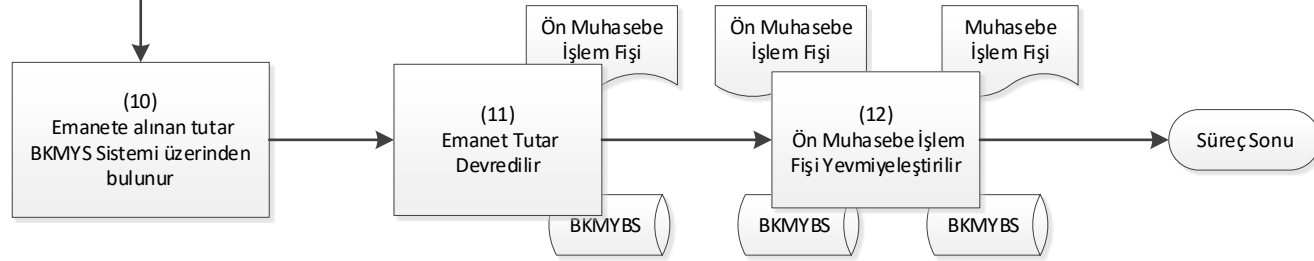 (10)
Emanete alınan tutar
BKMYS Sistemi üzerinden
bulunur
Ön Muhasebe
İşlem Fişi
(11)
Emanet Tutar
Devredilir
BKMYBS
Ön Muhasebe
İşlem Fişi
Muhasebe
İşlem Fişi
(12)
Ön Muhasebe İşlem
Fişi Yevmiyeleştirilir
BKMYBS
BKMYBS
Süreç Sonu